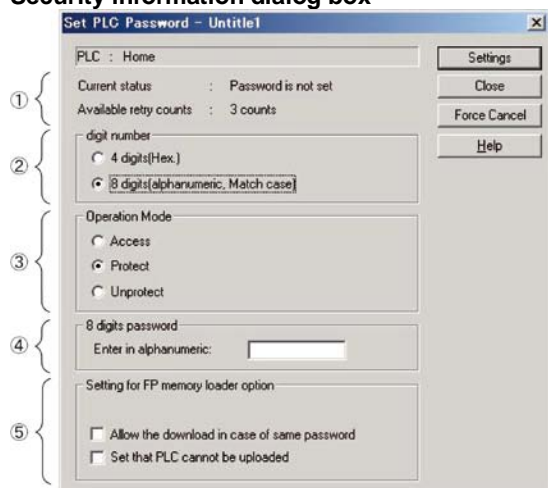 Security information dialog box
Set PLC Password - Untitle1
PLC : Home
Settings
① Current status : Password is not set
Close
Available retry counts : 3 counts
Force Cancel
② digit number
Help
4 digits(Hex.)
8 digits(alphanumeric, Match case)
③ Operation Mode
Access
Protect
Unprotect
④ 8 digits password
Enter in alphanumeric:
⑤ Setting for FP memory loader option
Allow the download in case of same password
Set that PLC cannot be uploaded